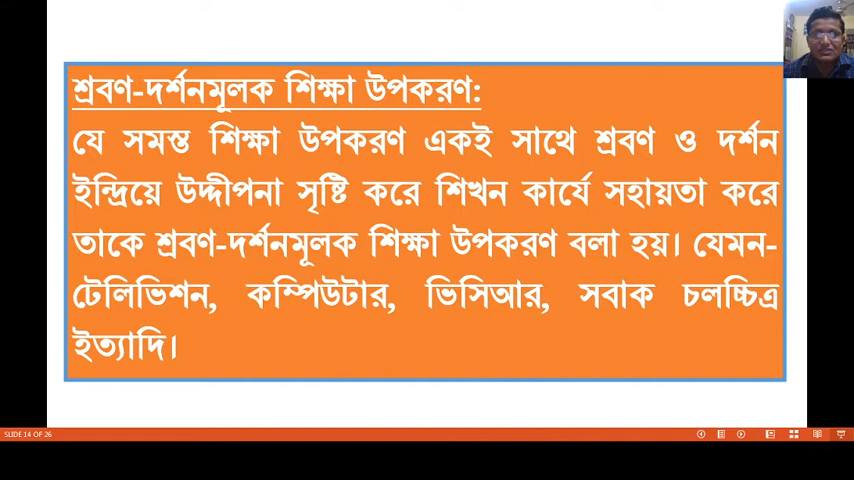 শ্রবণ-দর্শনমূলক শিক্ষা উপকরণ:
যে সমস্ত শিক্ষা উপকরণ একই সাথে শ্রবণ ও দর্শন
ইন্দ্রিয়ে উদ্দীপনা সৃষ্টি করে শিখন কার্যে সহায়তা করে
তাকে শ্রবণ-দর্শনমূলক শিক্ষা উপকরণ বলা হয়। যেমন-
টেলিভিশন, কম্পিউটার, ভিসিআর, সবাক চলচ্চিত্র
ইত্যাদি।
SLIDE 14 OF 26